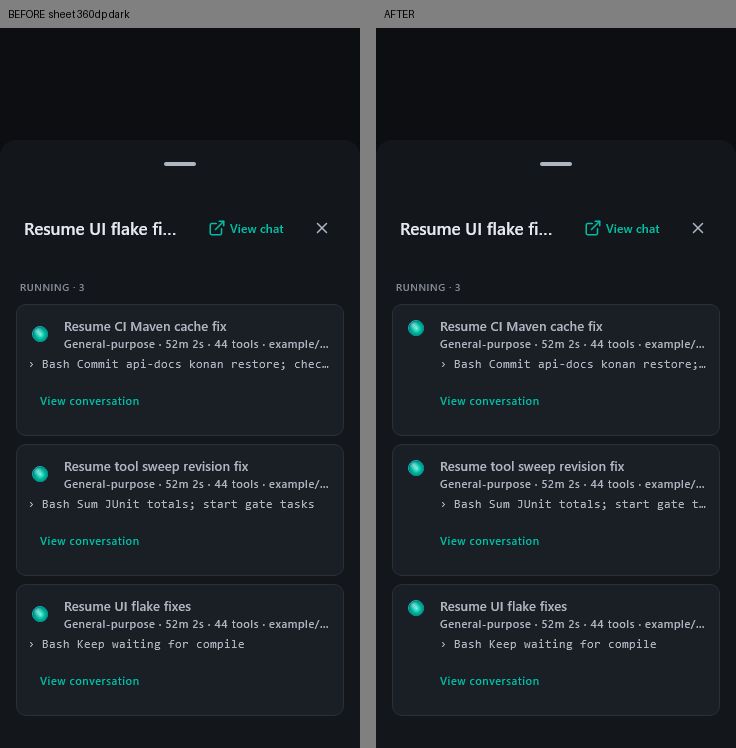 BEFORE sheet 360dp dark
Resume UI flake fi... View chat
RUNNING · 3
Resume CI Maven cache fix
General-purpose · 52m 2s · 44 tools · example/...
› Bash Commit api-docs konan restore; chec...
View conversation
Resume tool sweep revision fix
General-purpose · 52m 2s · 44 tools · example/...
› Bash Sum JUnit totals; start gate tasks
View conversation
Resume UI flake fixes
General-purpose · 52m 2s · 44 tools · example/...
› Bash Keep waiting for compile
View conversation
AFTER
Resume UI flake fi... View chat
RUNNING · 3
Resume CI Maven cache fix
General-purpose · 52m 2s · 44 tools · example/...
› Bash Commit api-docs konan restore;...
View conversation
Resume tool sweep revision fix
General-purpose · 52m 2s · 44 tools · example/...
› Bash Sum JUnit totals; start gate t...
View conversation
Resume UI flake fixes
General-purpose · 52m 2s · 44 tools · example/...
› Bash Keep waiting for compile
View conversation